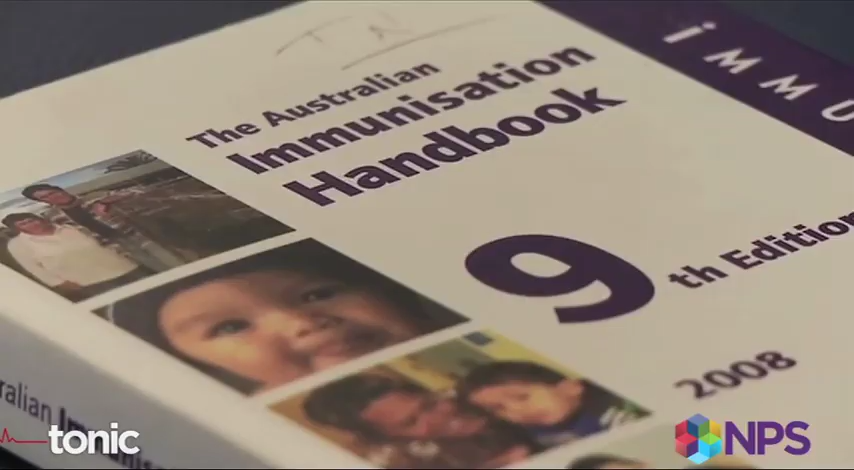 immu
The Australian
Immunisation
Handbook
9th Edition
2008
tonic
NPS